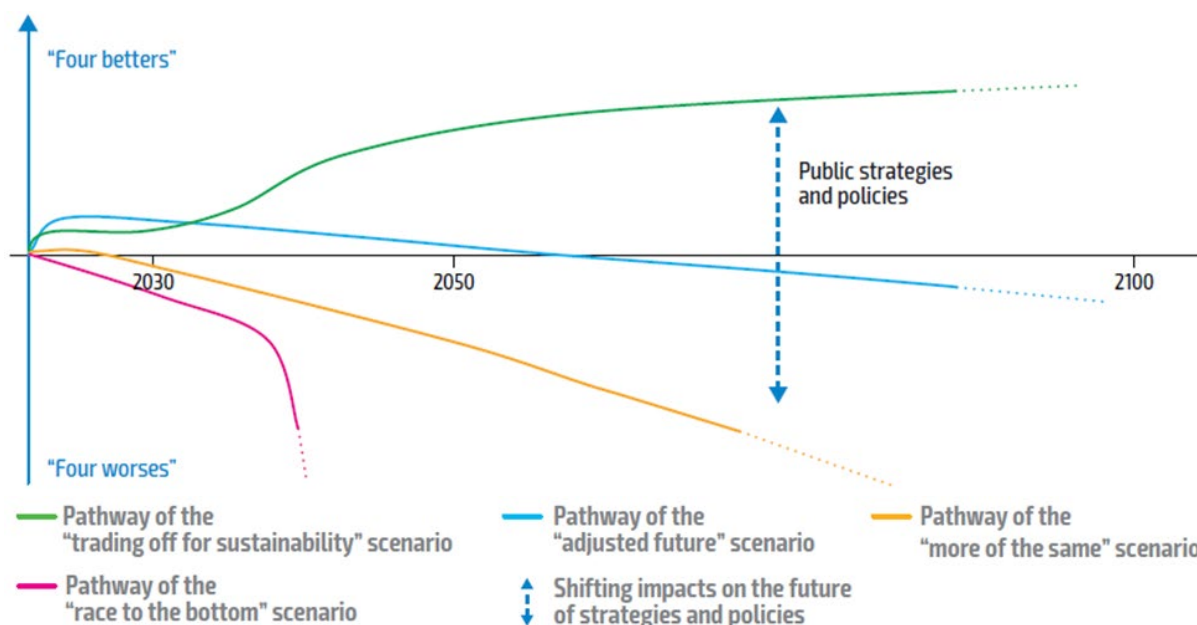 “Four betters”
Public strategies
and policies
2030
2050
2100
“Four worses”
Pathway of the
“trading off for sustainability” scenario
Pathway of the
“adjusted future” scenario
Pathway of the
“more of the same” scenario
Pathway of the
“race to the bottom” scenario
Shifting impacts on the future
of strategies and policies